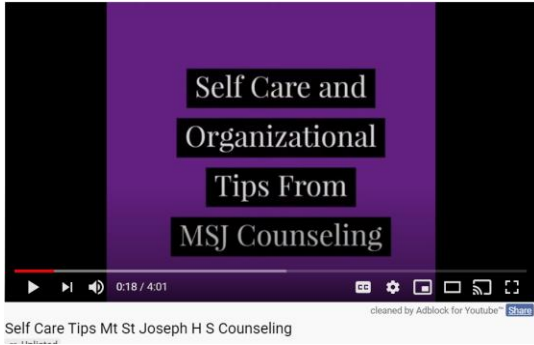 Self Care and
Organizational
Tips From
MSJ Counseling
0:18 / 4:01
CC
cleaned by Adblock for Youtube™ Share
Self Care Tips Mt St Joseph H S Counseling
Unlisted